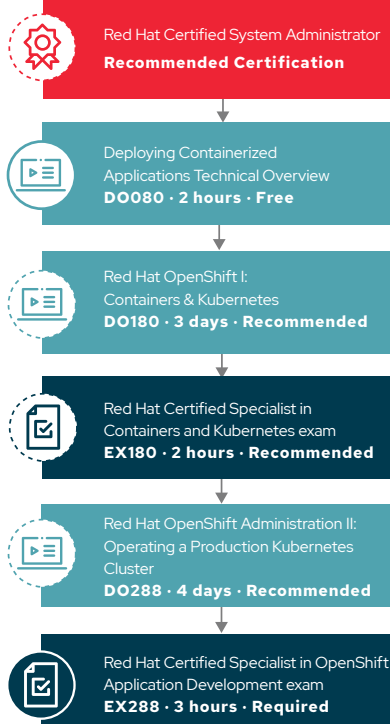 Red Hat Certified System Administrator
Recommended Certification
Deploying Containerized
Applications Technical Overview
DO080 · 2 hours · Free
Red Hat OpenShift I:
Containers & Kubernetes
DO180 · 3 days · Recommended
Red Hat Certified Specialist in
Containers and Kubernetes exam
EX180 · 2 hours · Recommended
Red Hat OpenShift Administration II:
Operating a Production Kubernetes
Cluster
DO288 · 4 days · Recommended
Red Hat Certified Specialist in OpenShift
Application Development exam
EX288 · 3 hours · Required